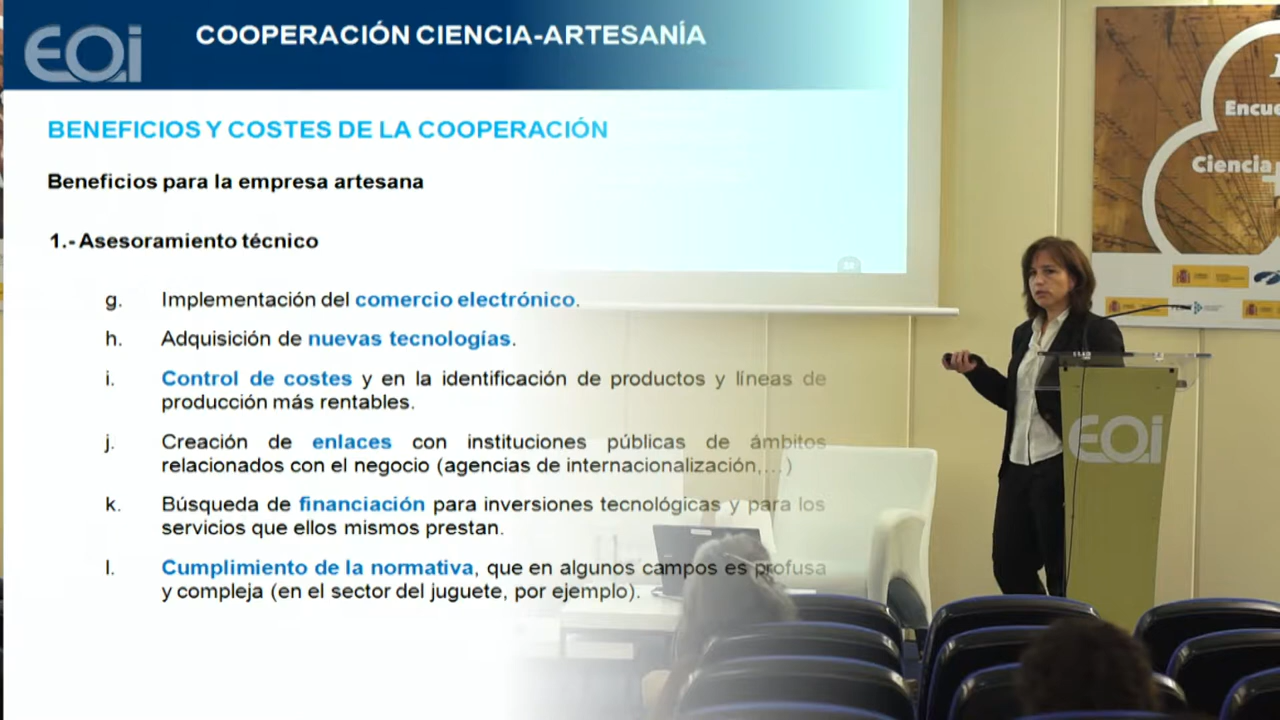 EOi
COOPERACIÓN CIENCIA-ARTESANÍA
BENEFICIOS Y COSTES DE LA COOPERACIÓN
Beneficios para la empresa artesana
1.- Asesoramiento técnico
g. Implementación del comercio electrónico.
h. Adquisición de nuevas tecnologías.
i. Control de costes y en la identificación de productos y líneas de
producción más rentables.
j. Creación de enlaces con instituciones públicas de ámbitos
relacionados con el negocio (agencias de internacionalización,...)
k. Búsqueda de financiación para inversiones tecnológicas y para los
servicios que ellos mismos prestan.
l. Cumplimiento de la normativa, que en algunos campos es profusa
y compleja (en el sector del juguete, por ejemplo).
Encue
Ciencia
EOi